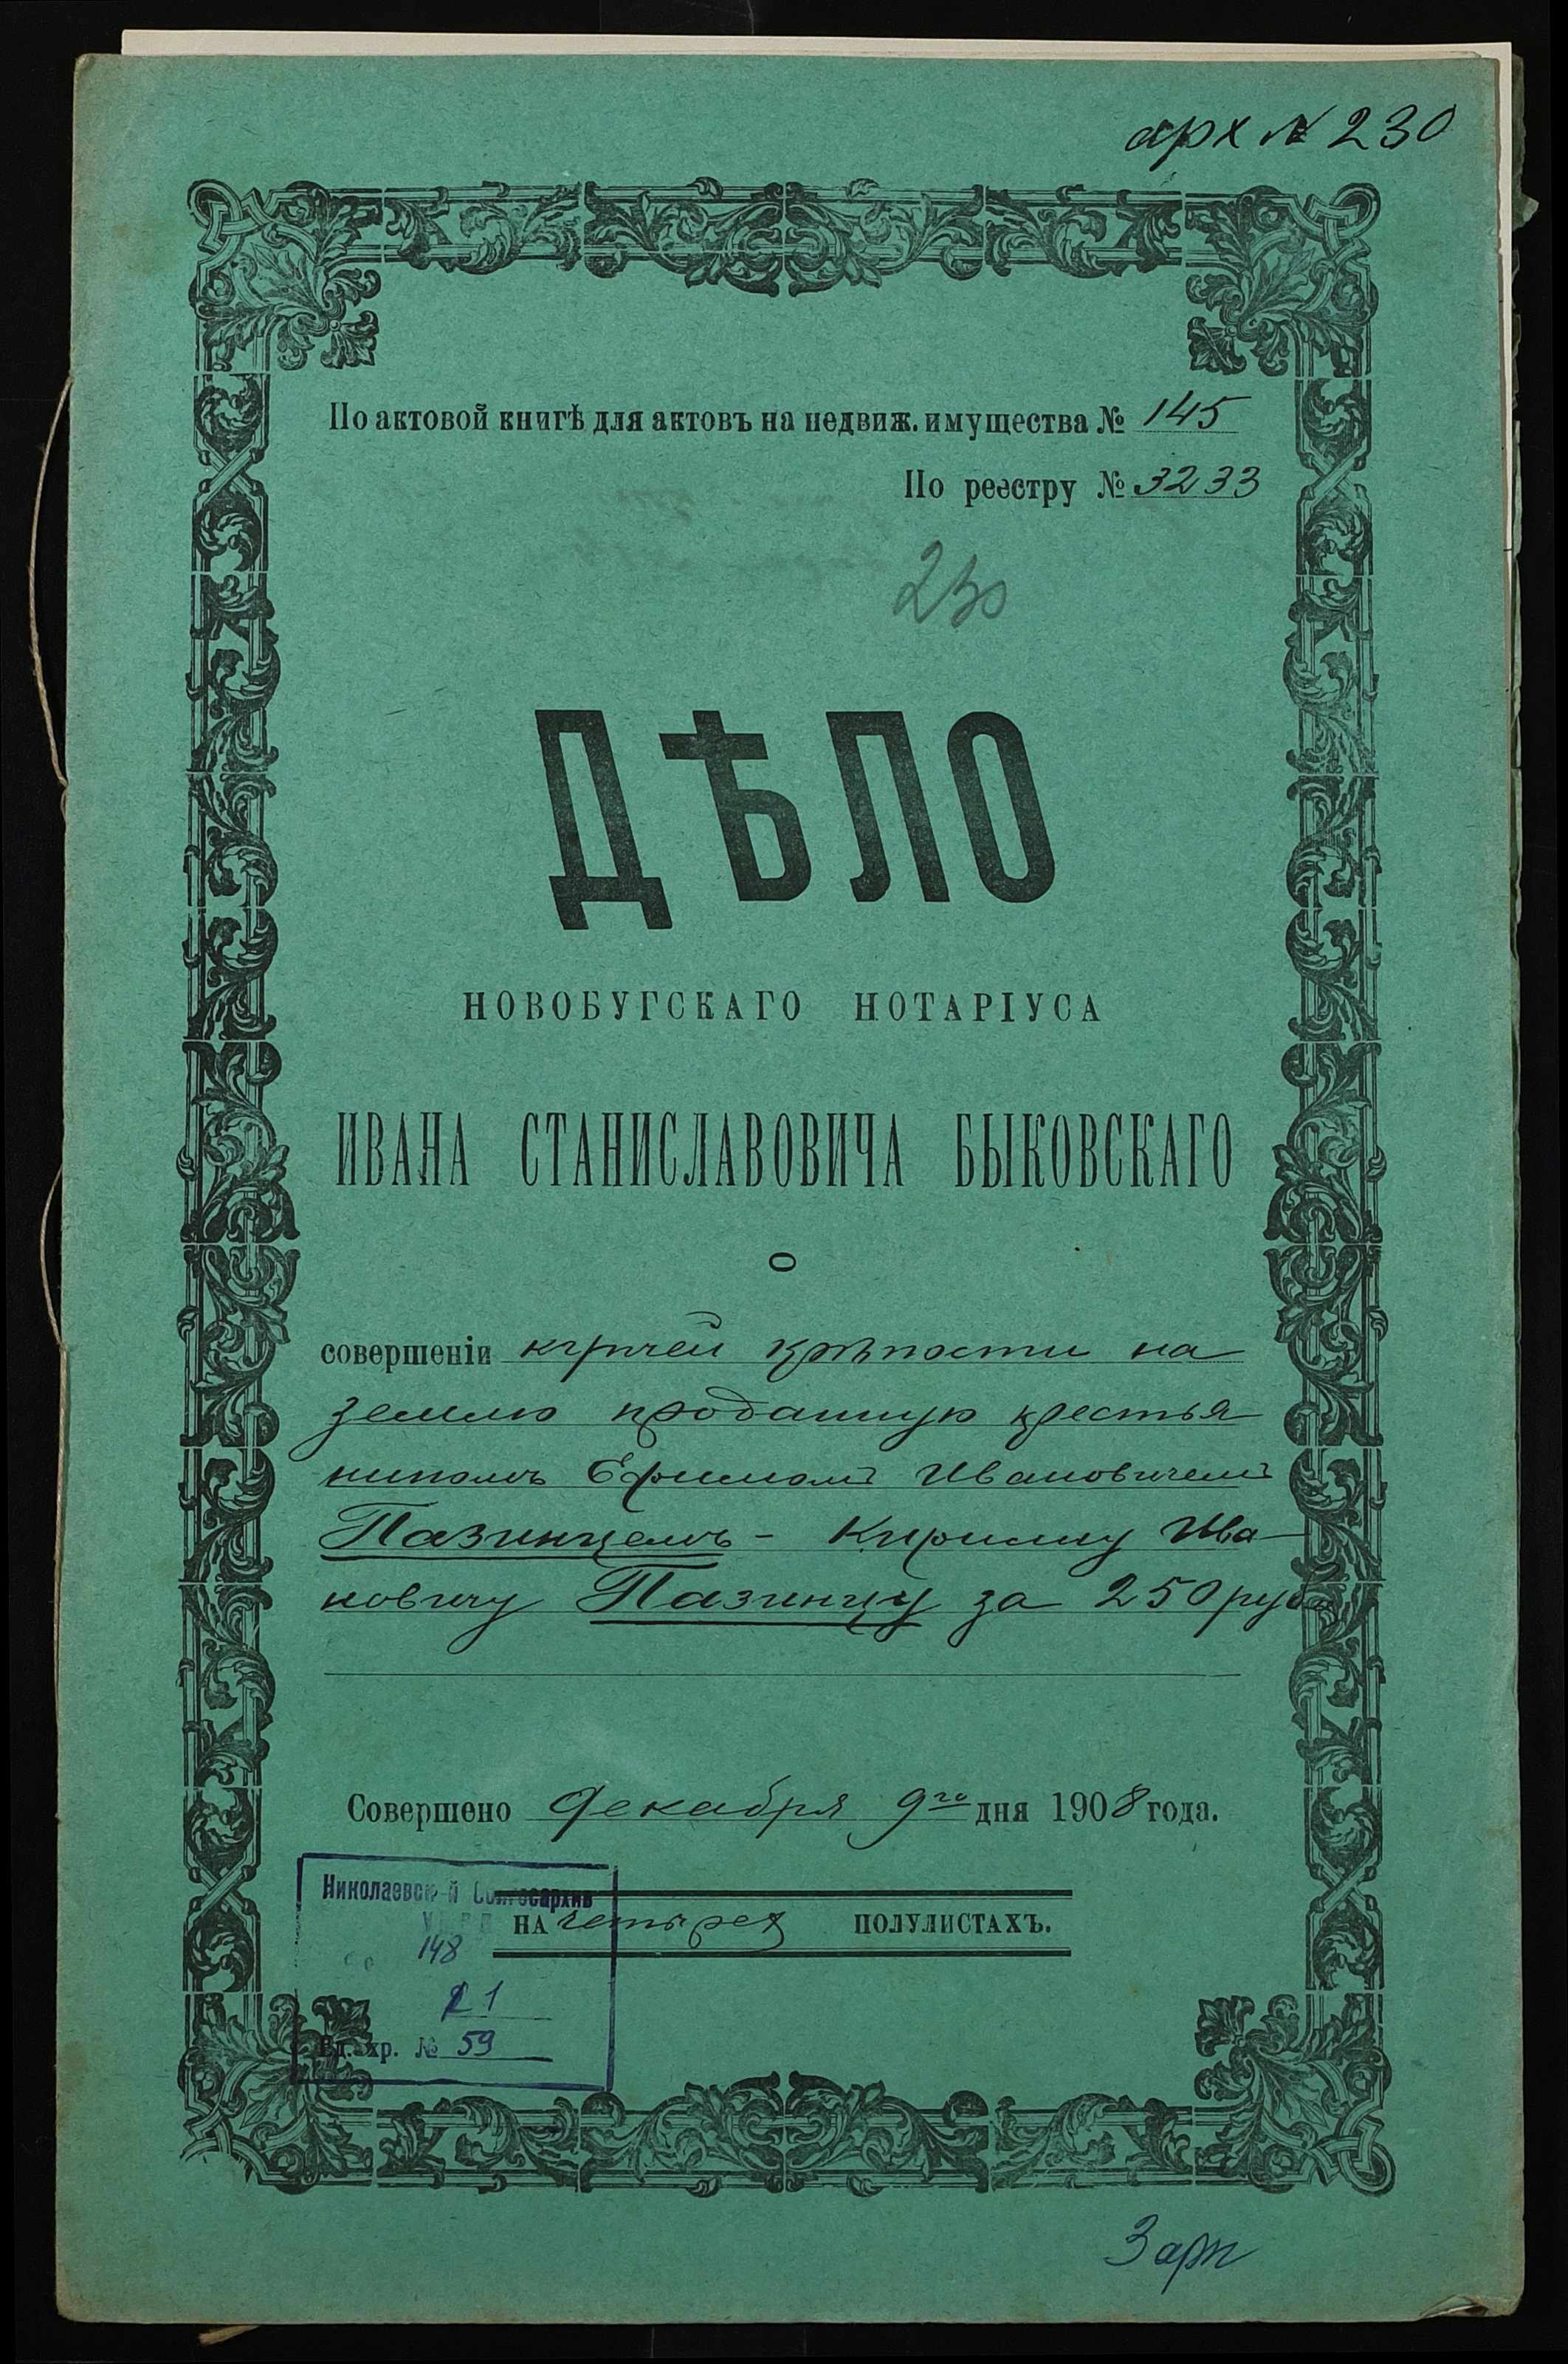 арх № 230
По актовой книгѣ для актовъ на недвиж. имущества № 145
По реестру № 3233
230
ДѢЛО
НОВОБУГСКАГО НОТАРІУСА
ИВАНА СТАНИСЛАВОВИЧА БЫКОВСКАГО
О
совершеніи купчей крѣпости на
землю проданную крестья
ниномъ Ефимомъ Ивановичемъ
Пазинцемъ - Кириллу Ива-
новичу Пазинцу за 250 руб.
Совершено Декабря 9го дня 1908 года.
НА четырех ПОЛУЛИСТАХЪ.
Николаевский Облгосархив
148
21
Ед. хр. № 59
3 арк